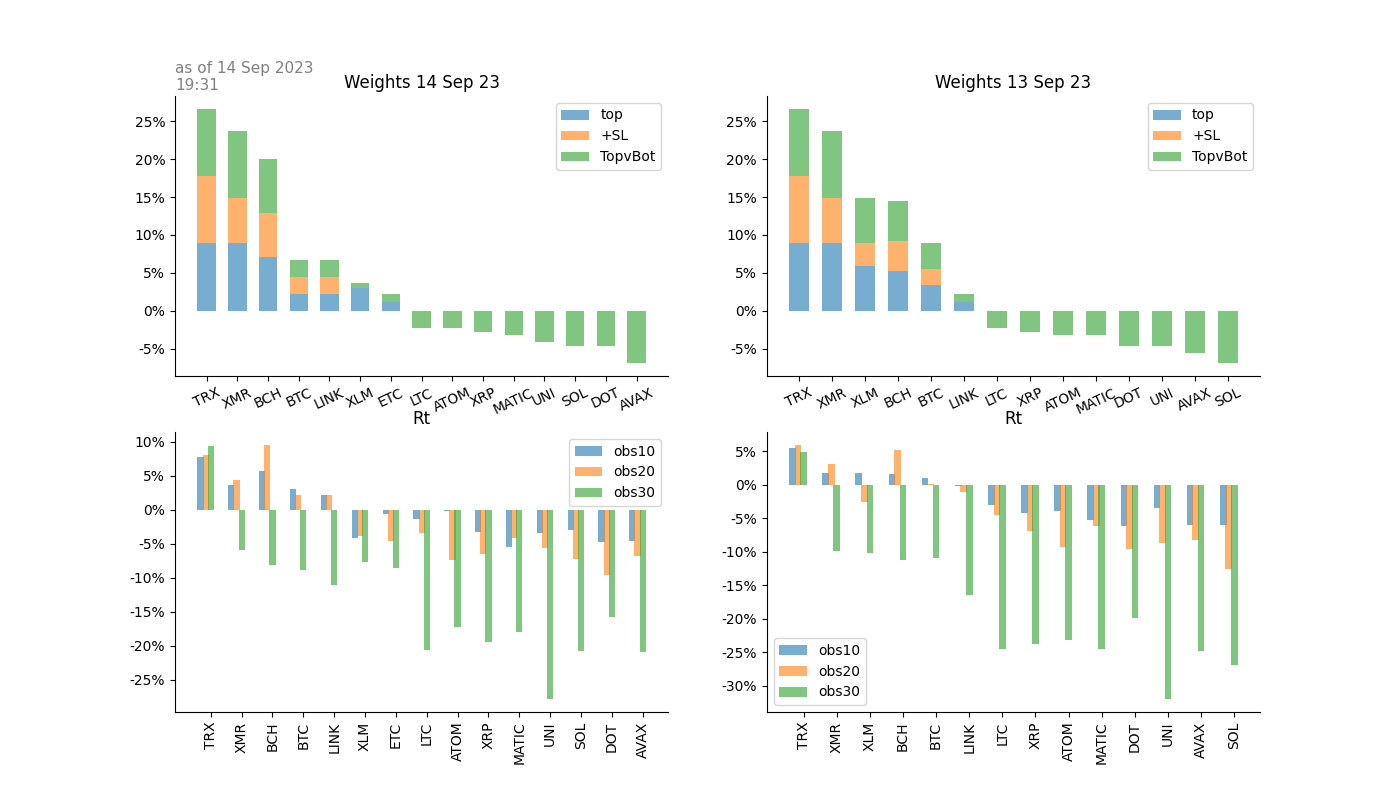 as of 14 Sep 2023
19:31
Weights 14 Sep 23
25%
20%
15%
10%
5%
0%
-5%
top
+SL
TopvBot
TRX XMR BCH BTC LINK XLM ETC LTC ATOM XRP MATIC UNI SOL DOT AVAX
Weights 13 Sep 23
25%
20%
15%
10%
5%
0%
-5%
top
+SL
TopvBot
TRX XMR XLM BCH BTC LINK LTC XRP ATOM MATIC DOT UNI AVAX SOL
Rt
10%
5%
0%
-5%
-10%
-15%
-20%
-25%
obs10
obs20
obs30
TRX XMR BCH BTC LINK XLM ETC LTC ATOM XRP MATIC UNI SOL DOT AVAX
Rt
5%
0%
-5%
-10%
-15%
-20%
-25%
-30%
obs10
obs20
obs30
TRX XMR XLM BCH BTC LINK LTC XRP ATOM MATIC DOT UNI AVAX SOL